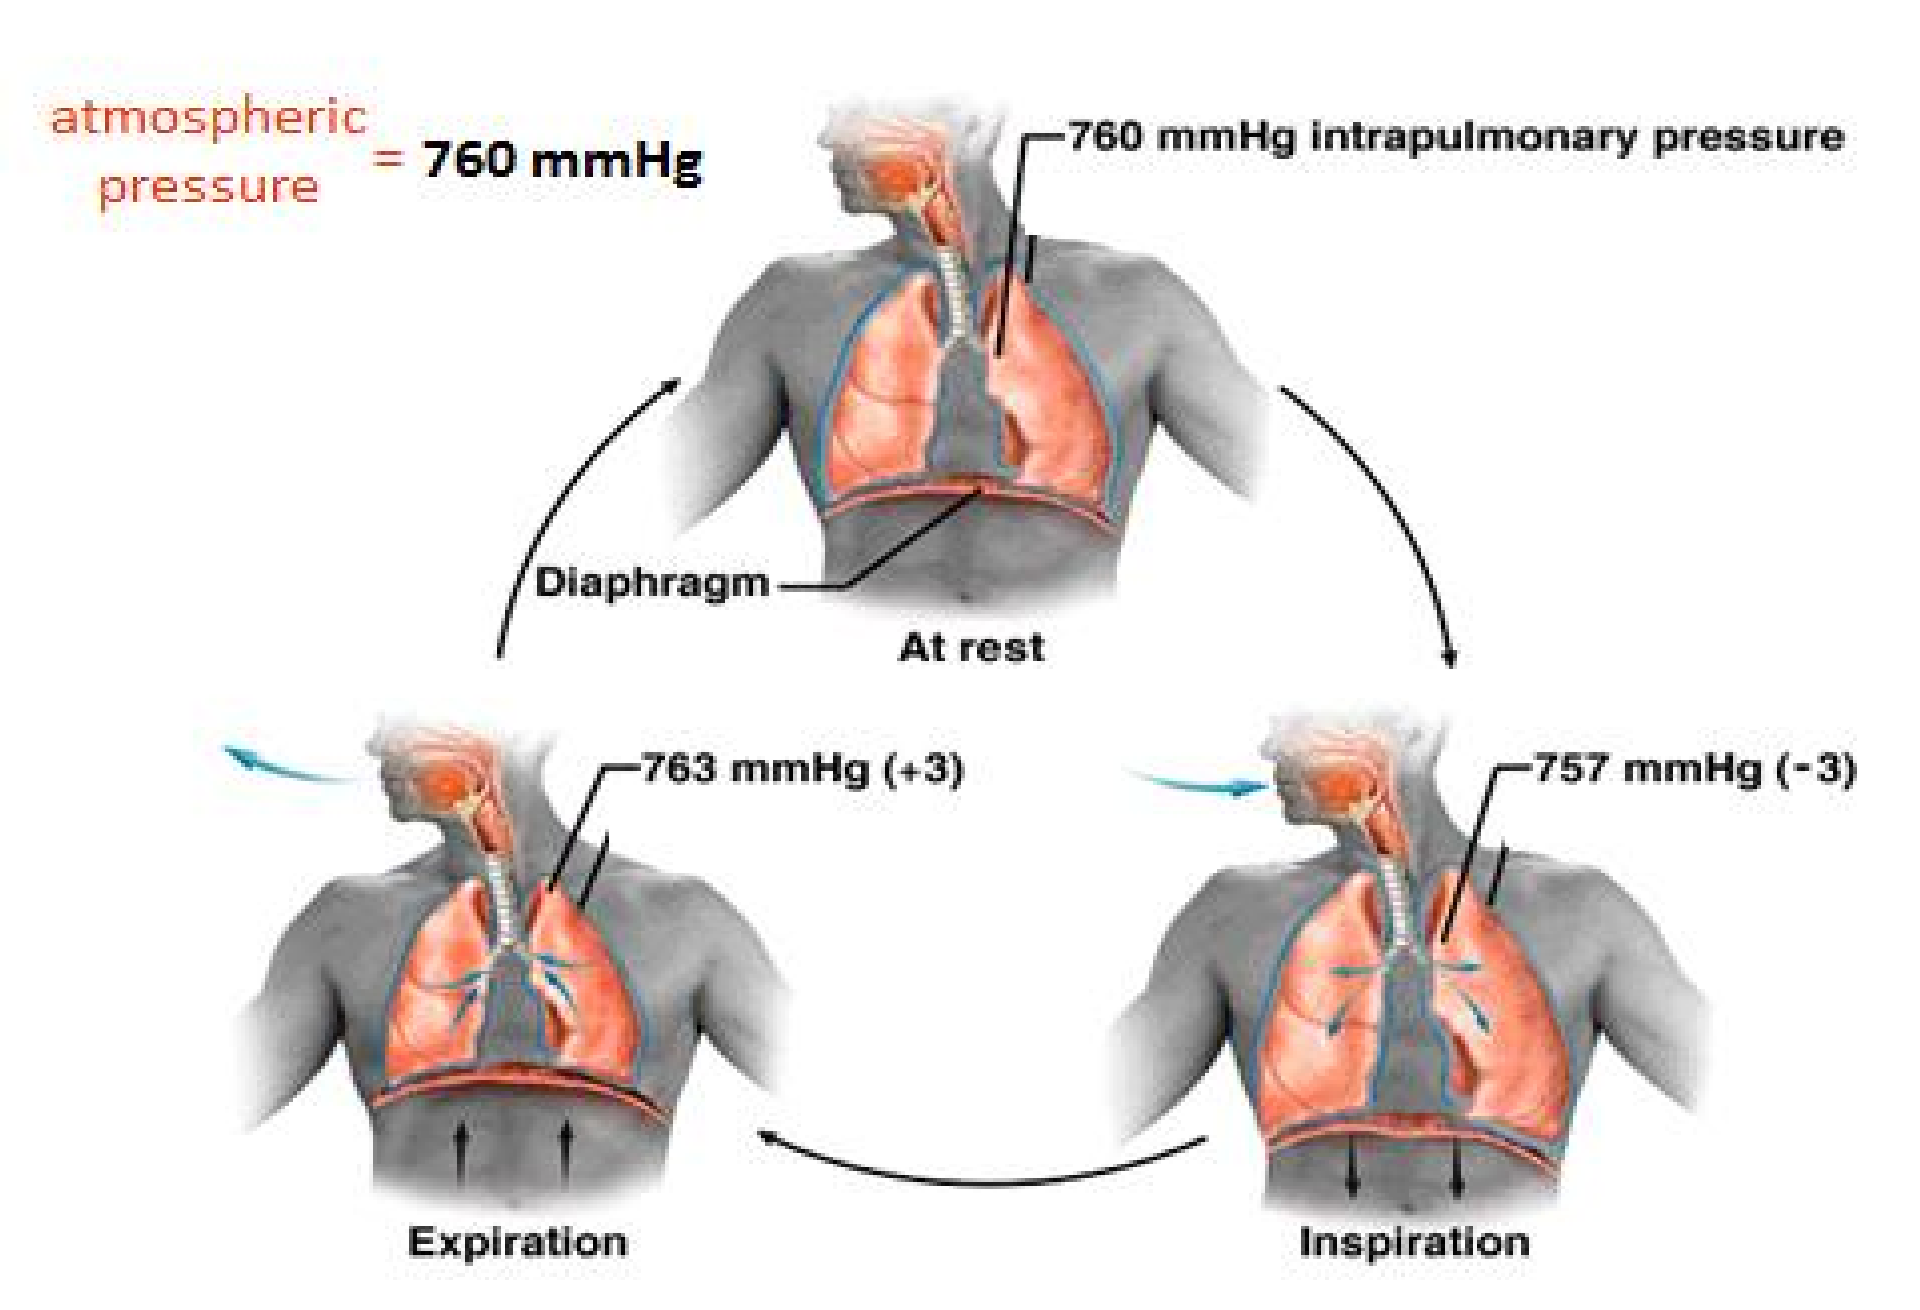 atmospheric
pressure
= 760 mmHg
760 mmHg intrapulmonary pressure
Diaphragm
At rest
763 mmHg (+3)
757 mmHg (-3)
Expiration
Inspiration